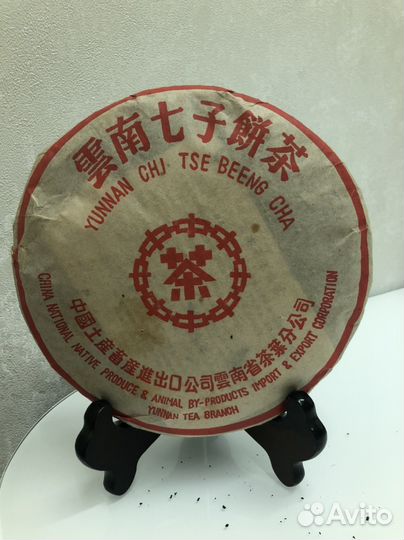 雲南七子餅茶
YUNNAN CHI TSE BEENG CHA
茶
中國土產畜產進出口公司雲南省茶葉分公司
CHINA NATIONAL NATIVE PRODUCE & ANIMAL BY-PRODUCTS IMPORT & EXPORT CORPORATION
YUNNAN TEA BRANCH
Avito